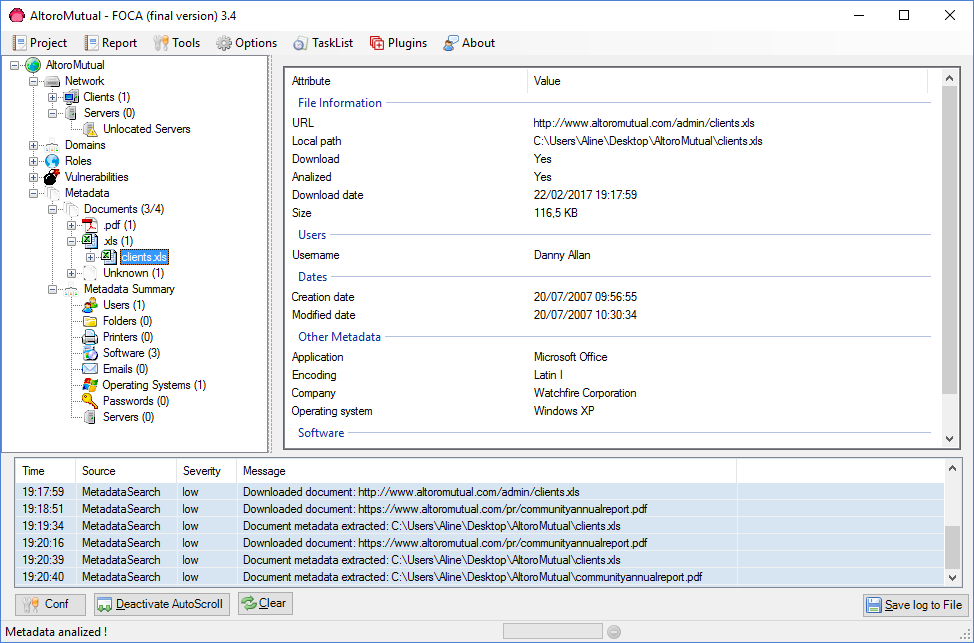 AltoroMutual - FOCA (final version) 3.4
Project Report Tools Options TaskList Plugins About
AltoroMutual
Network
Clients (1)
Servers (0)
Unlocated Servers
Domains
Roles
Vulnerabilities
Metadata
Documents (3/4)
.pdf (1)
.xls (1)
clients.xls
Unknown (1)
Metadata Summary
Users (1)
Folders (0)
Printers (0)
Software (3)
Emails (0)
Operating Systems (1)
Passwords (0)
Servers (0)
Attribute Value
File Information
URL http://www.altoromutual.com/admin/clients.xls
Local path C:\Users\Aline\Desktop\AltoroMutual\clients.xls
Download Yes
Analized Yes
Download date 22/02/2017 19:17:59
Size 116,5 KB
Users
Username Danny Allan
Dates
Creation date 20/07/2007 09:56:55
Modified date 20/07/2007 10:30:34
Other Metadata
Application Microsoft Office
Encoding Latin I
Company Watchfire Corporation
Operating system Windows XP
Software
Time Source Severity Message
19:17:59 MetadataSearch low Downloaded document: http://www.altoromutual.com/admin/clients.xls
19:18:51 MetadataSearch low Downloaded document: https://www.altoromutual.com/pr/communityannualreport.pdf
19:19:34 MetadataSearch low Document metadata extracted: C:\Users\Aline\Desktop\AltoroMutual\clients.xls
19:20:16 MetadataSearch low Downloaded document: https://www.altoromutual.com/pr/communityannualreport.pdf
19:20:39 MetadataSearch low Document metadata extracted: C:\Users\Aline\Desktop\AltoroMutual\clients.xls
19:20:40 MetadataSearch low Document metadata extracted: C:\Users\Aline\Desktop\AltoroMutual\communityannualreport.pdf
Conf Deactivate AutoScroll Clear Save log to File
Metadata analized !